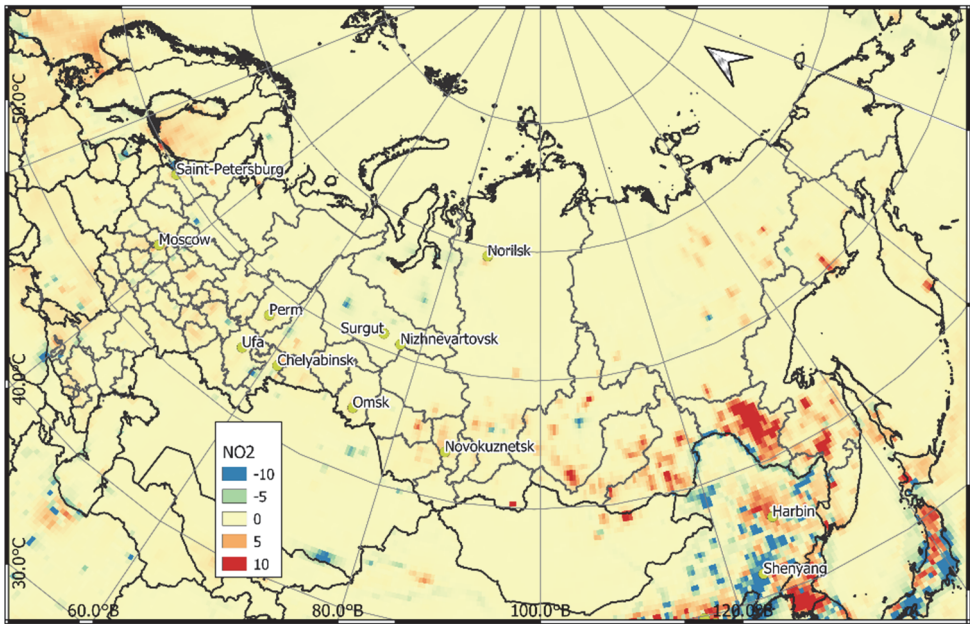 50.0°С
Saint-Petersburg
Moscow
Norilsk
Perm
Surgut
Nizhnevartovsk
Ufa
Chelyabinsk
40.0°С
Omsk
Novokuznetsk
NO2
-10
-5
0
5
10
Harbin
Shenyang
30.0°С
60.0°В
80.0°В
100.0°В
120.0°В